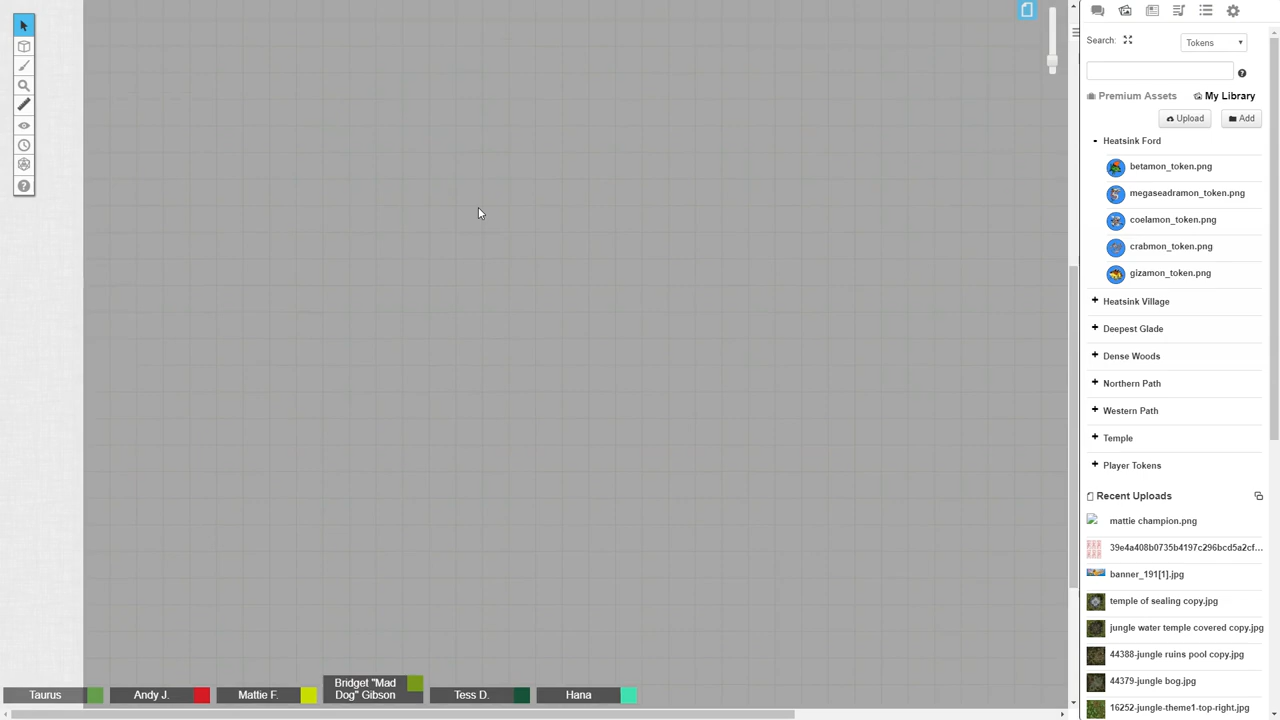 Search:
Tokens
Premium Assets
My Library
Upload
Add
- Heatsink Ford
betamon_token.png
megaseadramon_token.png
coelamon_token.png
crabmon_token.png
gizamon_token.png
+ Heatsink Village
+ Deepest Glade
+ Dense Woods
+ Northern Path
+ Western Path
+ Temple
+ Player Tokens
Recent Uploads
mattie champion.png
39e4a408b0735b4197c296bcd5a2cf...
banner_191[1].jpg
temple of sealing copy.jpg
jungle water temple covered copy.jpg
44388-jungle ruins pool copy.jpg
44379-jungle bog.jpg
16252-jungle-theme1-top-right.jpg
Taurus
Andy J.
Mattie F.
Bridget "Mad
Dog" Gibson
Tess D.
Hana